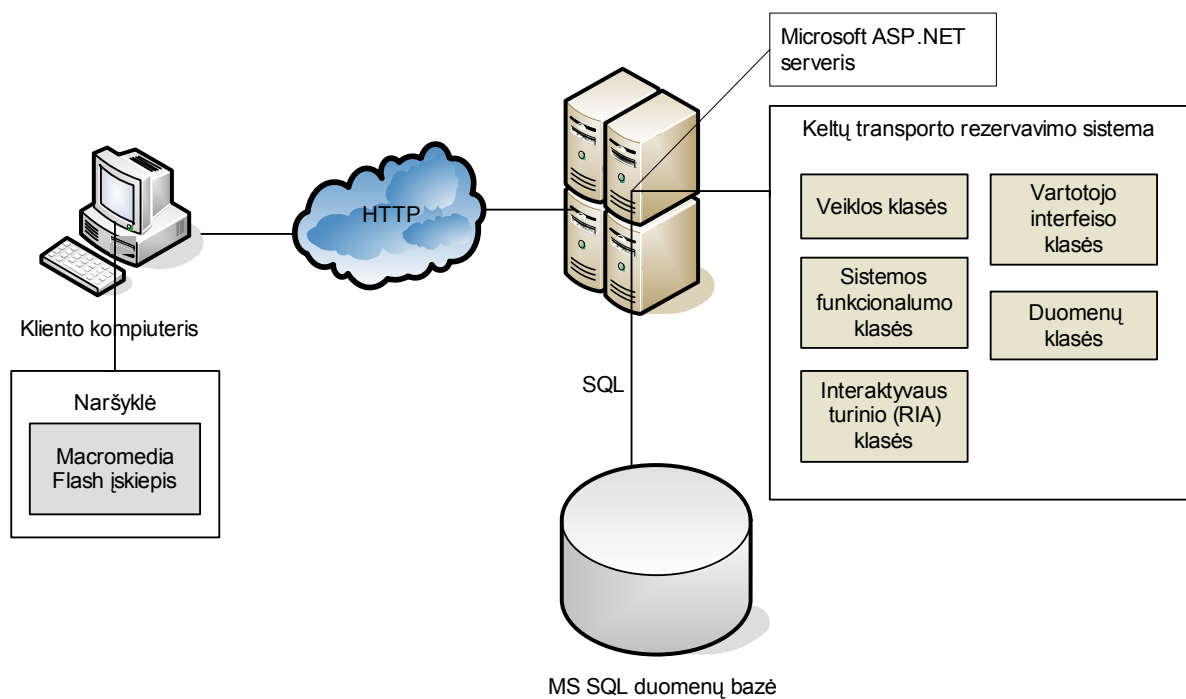 Microsoft ASP.NET
serveris
Keltų transporto rezervavimo sistema
Veiklos klasės
Vartotojo
interfeiso
klasės
Sistemos
funkcionalumo
klasės
Duomenų
klasės
Interaktyvaus
turinio (RIA)
klasės
HTTP
Kliento kompiuteris
Naršyklė
Macromedia
Flash įskiepis
SQL
MS SQL duomenų bazė